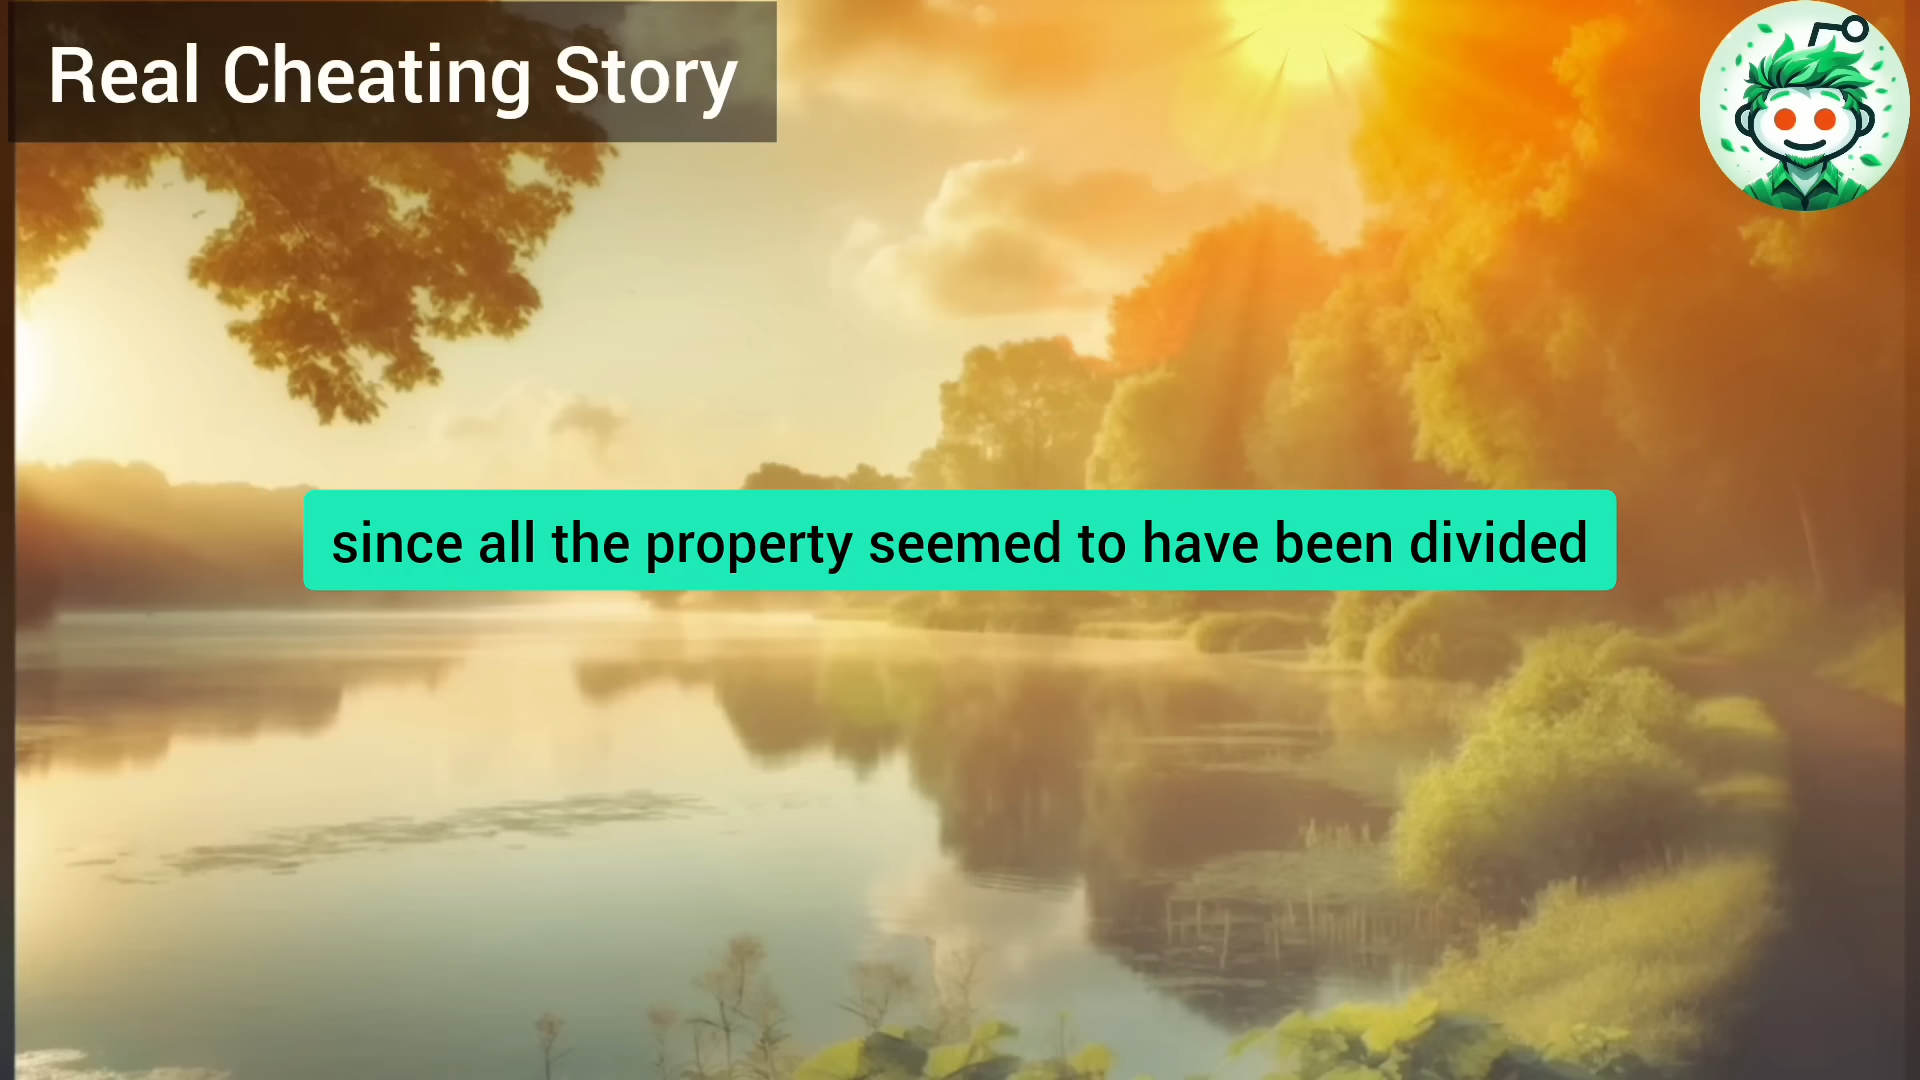 Real Cheating Story
since all the property seemed to have been divided